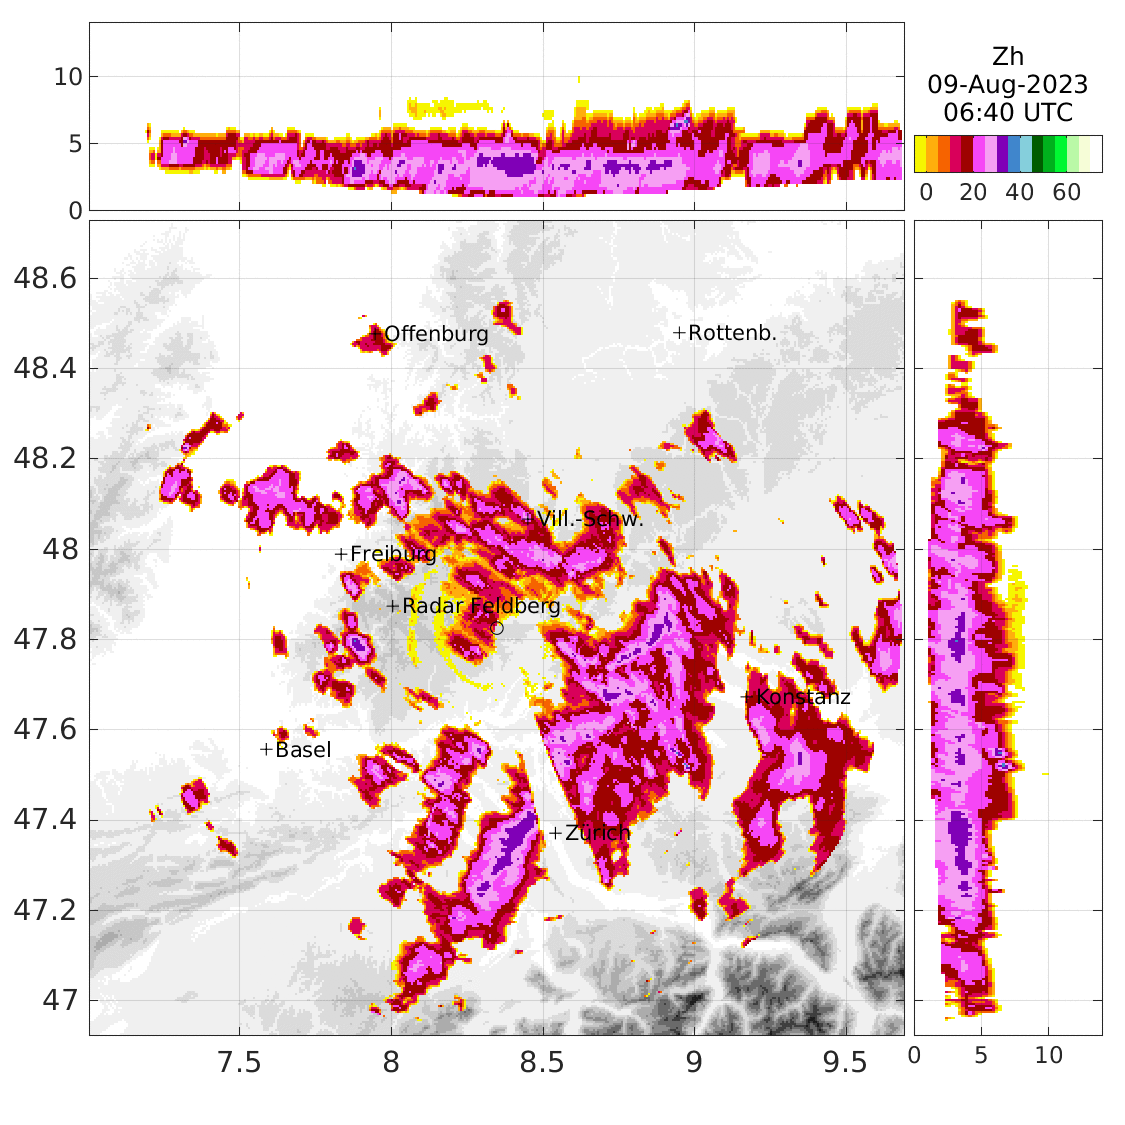 10
5
0
Zh
09-Aug-2023
06:40 UTC
0 20 40 60
48.6
48.4
48.2
48
47.8
47.6
47.4
47.2
47
+Offenburg
+Rottenb.
+Vill.-Schw.
+Freiburg
+Radar Feldberg
+Konstanz
+Basel
+Zürich
7.5 8 8.5 9 9.5
0 5 10